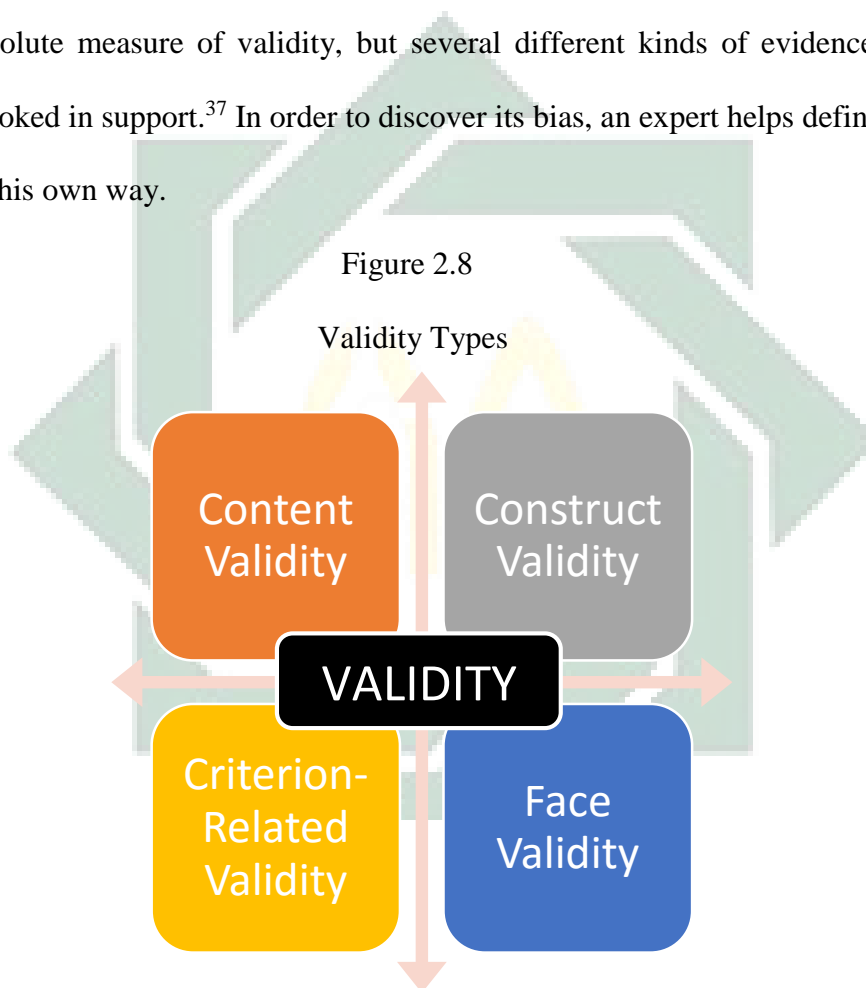 olute measure of validity, but several different kinds of evidence
ooked in support.37 In order to discover its bias, an expert helps defin
his own way.
Figure 2.8
Validity Types
Content
Validity
Construct
Validity
VALIDITY
Criterion-
Related
Validity
Face
Validity